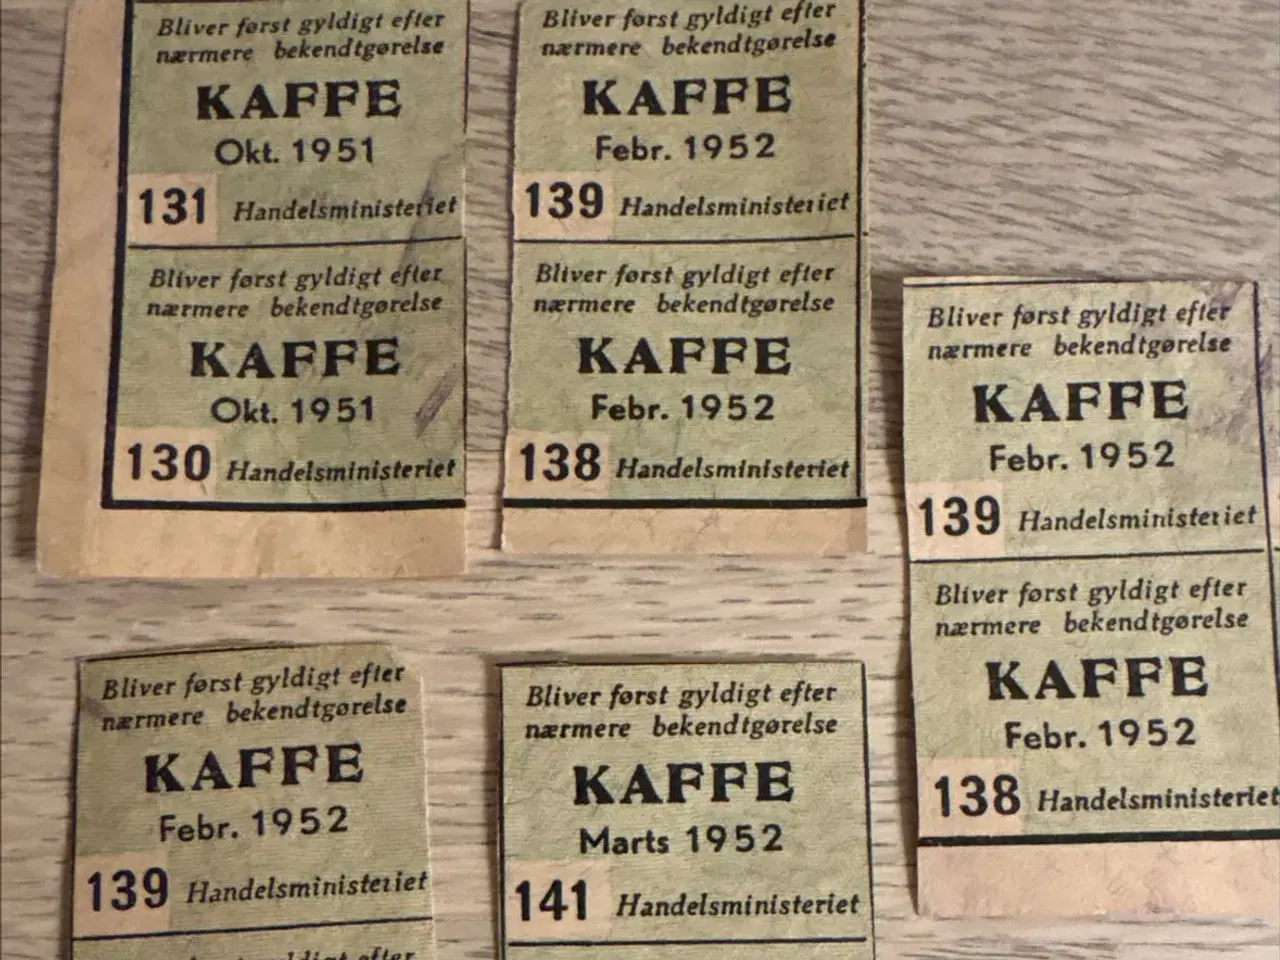 Bliver først gyldigt efter
nærmere bekendtgørelse
KAFFE
Okt. 1951
131 Handelsministeriet
Bliver først gyldigt efter
nærmere bekendtgørelse
KAFFE
Okt. 1951
130 Handelsministeriet
Bliver først gyldigt efter
nærmere bekendtgørelse
KAFFE
Febr. 1952
139 Handelsministeriet
Bliver først gyldigt efter
nærmere bekendtgørelse
KAFFE
Febr. 1952
138 Handelsministeriet
Bliver først gyldigt efter
nærmere bekendtgørelse
KAFFE
Febr. 1952
139 Handelsministeriet
Bliver først gyldigt efter
nærmere bekendtgørelse
KAFFE
Febr. 1952
138 Handelsministeriet
Bliver først gyldigt efter
nærmere bekendtgørelse
KAFFE
Febr. 1952
139 Handelsministeriet
gyldigt efter
Bliver først gyldigt efter
nærmere bekendtgørelse
KAFFE
Marts 1952
141 Handelsministeriet